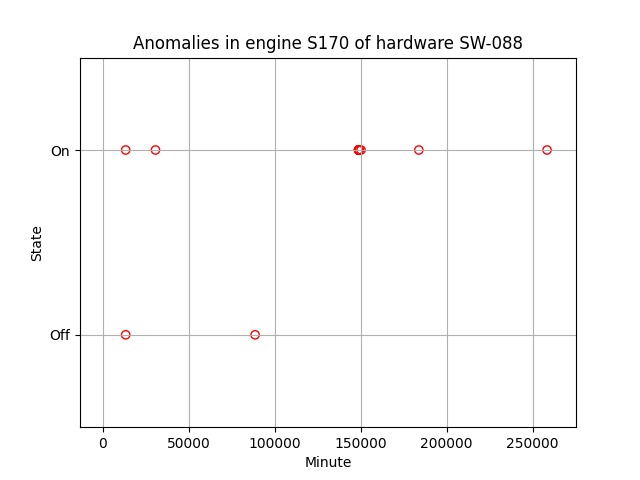 Anomalies in engine S170 of hardware SW-088
On
State
Off
0 50000 100000 150000 200000 250000
Minute